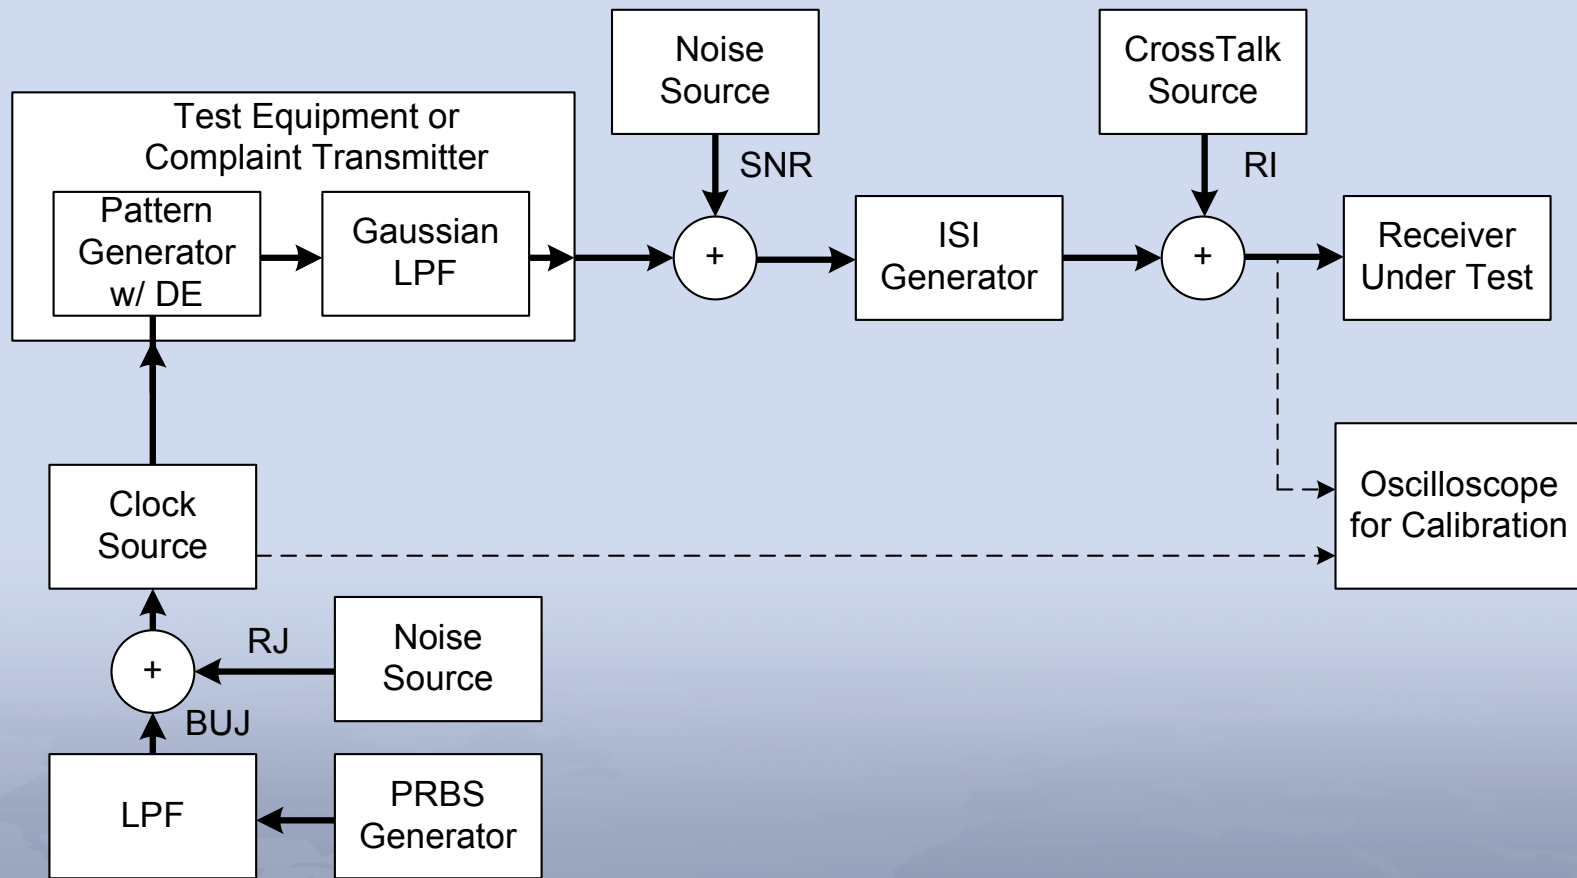 Noise
Source
CrossTalk
Source
Test Equipment or
Complaint Transmitter
SNR
RI
Pattern
Generator
w/ DE
Gaussian
LPF
+
ISI
Generator
+
Receiver
Under Test
Clock
Source
Oscilloscope
for Calibration
RJ
Noise
Source
+
BUJ
LPF
PRBS
Generator